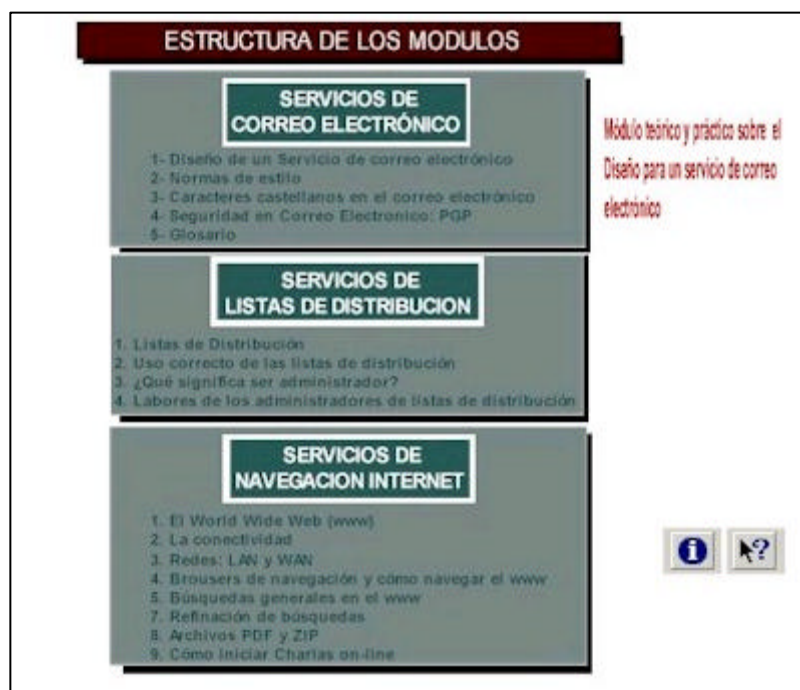 ESTRUCTURA DE LOS MODULOS
SERVICIOS DE
CORREO ELECTRÓNICO
1- Diseño de un Servicio de correo electrónico
2- Normas de estilo
3- Caracteres castellanos en el correo electrónico
4- Seguridad en Correo Electronico: PGP
5- Glosario
Módulo teórico y práctico sobre el
Diseño para un servicio de correo
electrónico
SERVICIOS DE
LISTAS DE DISTRIBUCION
1. Listas de Distribución
2. Uso correcto de las listas de distribución
3. ¿Qué significa ser administrador?
4. Labores de los administradores de listas de distribución
SERVICIOS DE
NAVEGACION INTERNET
1. El World Wide Web (www)
2. La conectividad
3. Redes: LAN y WAN
4. Brousers de navegación y cómo navegar el www
5. Búsquedas generales en el www
7. Refinación de búsquedas
8. Archivos PDF y ZIP
9. Cómo iniciar Charlas on-line